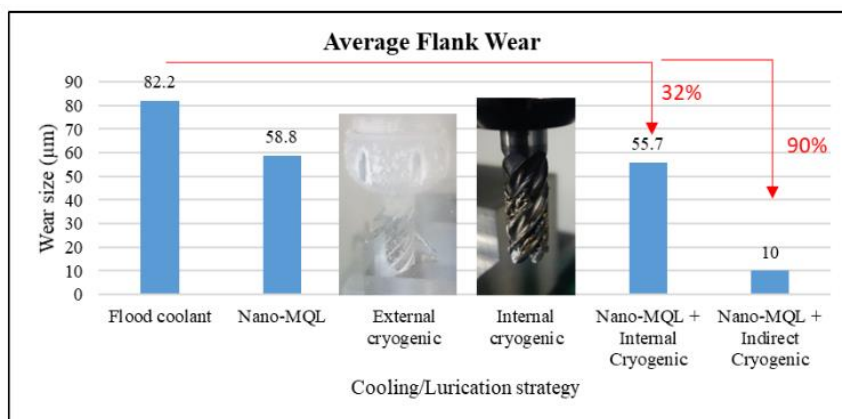 Average Flank Wear
Wear size (µm)
90
80
70
60
50
40
30
20
10
0
82.2
58.8
55.7
10
32%
90%
Flood coolant
Nano-MQL
External
cryogenic
Internal
cryogenic
Nano-MQL +
Internal
Cryogenic
Nano-MQL +
Indirect
Cryogenic
Cooling/Lurication strategy